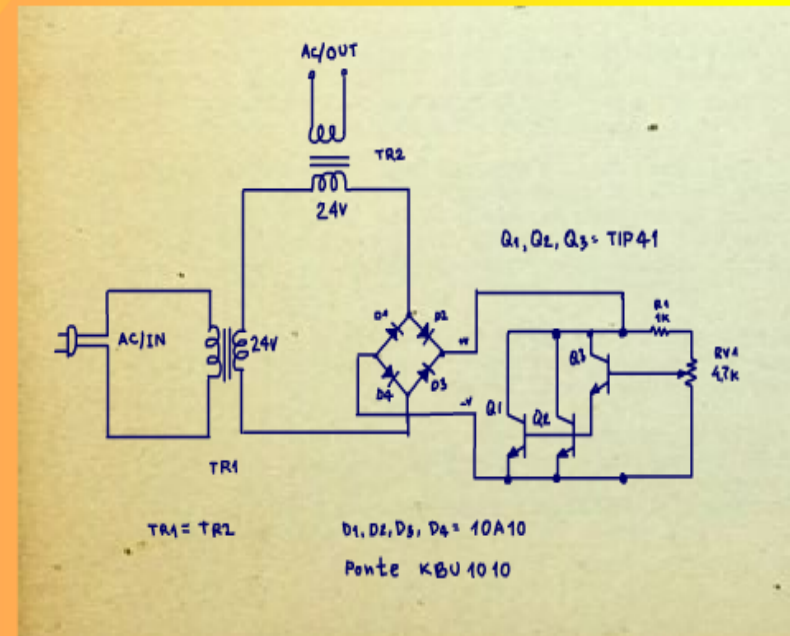 AC/OUT
TR2
24V
Q1, Q2, Q3= TIP41
AC/IN
24V
D1
D2
D4
D3
+V
-V
R1
1K
RV1
4,7K
Q3
Q1
Q2
TR1
TR1= TR2
D1, D2, D3, D4= 10A10
Ponte KBU 1010